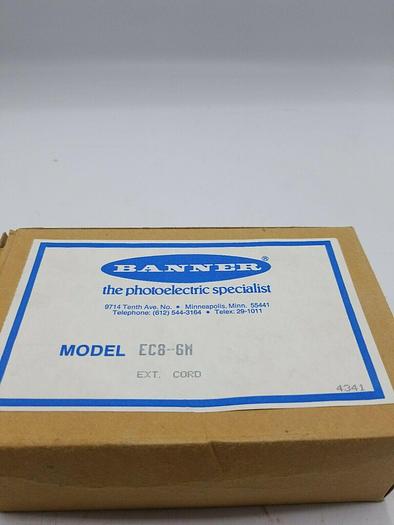 BANNER®
the photoelectric specialist
9714 Tenth Ave. No. • Minneapolis, Minn. 55441
Telephone: (612) 544-3164 • Telex: 29-1011
MODEL EC8-6M
EXT. CORD
4341